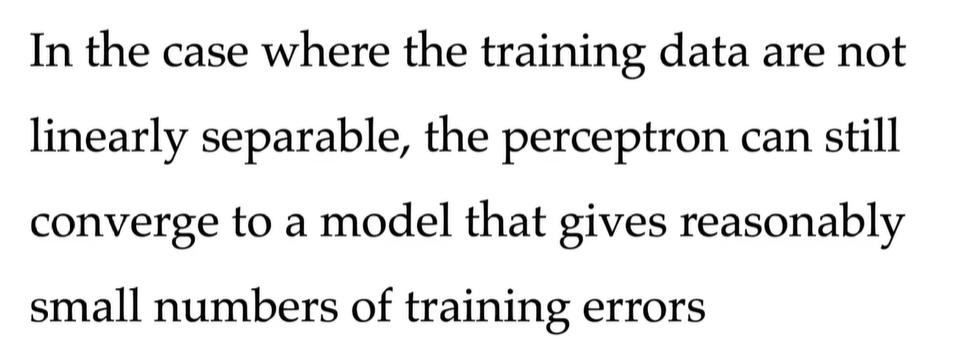 In the case where the training data are not
linearly separable, the perceptron can still
converge to a model that gives reasonably
small numbers of training errors